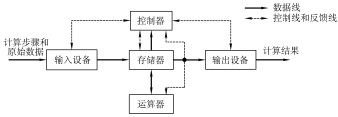 控制器
数据线
控制线和反馈线
计算步骤和
原始数据
输入设备
存储器
输出设备
计算结果
运算器